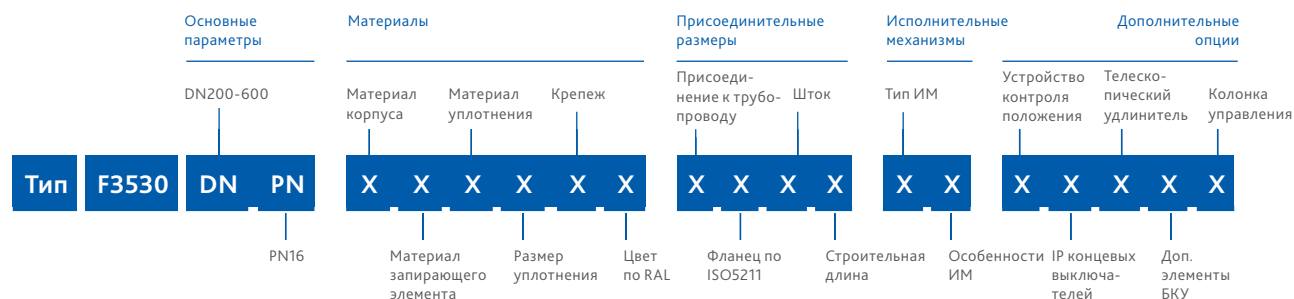 Основные
параметры
Материалы
Присоединительные
размеры
Исполнительные
механизмы
Дополнительные
опции
DN200-600
Материал
корпуса
Материал
уплотнения
Крепеж
Присоеди-
нение к трубо-
проводу
Шток
Тип ИМ
Устройство
контроля
положения
Телеско-
пический
удлинитель
Колонка
управления
Тип F3530 DN PN X X X X X X X X X X X X X X X X X
PN16
Материал
запирающего
элемента
Размер
уплотнения
Цвет
по RAL
Фланец по
ISO5211
Строительная
длина
Особенности
ИМ
IP концевых
выключа-
телей
Доп.
элементы
БКУ